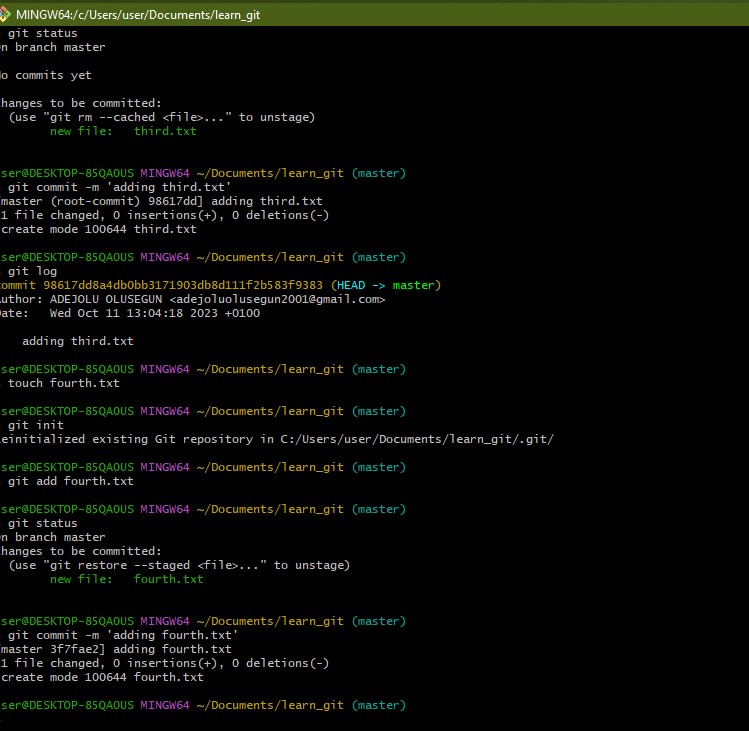 MINGW64:/c/Users/user/Documents/learn_git
git status
n branch master
o commits yet
hanges to be committed:
(use "git rm --cached <file>..." to unstage)
new file: third.txt
ser@DESKTOP-85QAOUS MINGW64 ~/Documents/learn_git (master)
git commit -m 'adding third.txt'
[master (root-commit) 98617dd] adding third.txt
1 file changed, 0 insertions(+), 0 deletions(-)
create mode 100644 third.txt
ser@DESKTOP-85QAOUS MINGW64 ~/Documents/learn_git (master)
git log
ommit 98617dd8a4db0bb3171903db8d111f2b583f9383 (HEAD -> master)
uthor: ADEJOLU OLUSEGUN <adejoluolusegun2001@gmail.com>
ate: Wed Oct 11 13:04:18 2023 +0100
adding third.txt
ser@DESKTOP-85QAOUS MINGW64 ~/Documents/learn_git (master)
touch fourth.txt
ser@DESKTOP-85QAOUS MINGW64 ~/Documents/learn_git (master)
git init
einitialized existing Git repository in C:/Users/user/Documents/learn_git/.git/
ser@DESKTOP-85QAOUS MINGW64 ~/Documents/learn_git (master)
git add fourth.txt
ser@DESKTOP-85QAOUS MINGW64 ~/Documents/learn_git (master)
git status
n branch master
hanges to be committed:
(use "git restore --staged <file>..." to unstage)
new file: fourth.txt
ser@DESKTOP-85QAOUS MINGW64 ~/Documents/learn_git (master)
git commit -m 'adding fourth.txt'
[master 3f7fae2] adding fourth.txt
1 file changed, 0 insertions(+), 0 deletions(-)
create mode 100644 fourth.txt
ser@DESKTOP-85QAOUS MINGW64 ~/Documents/learn_git (master)